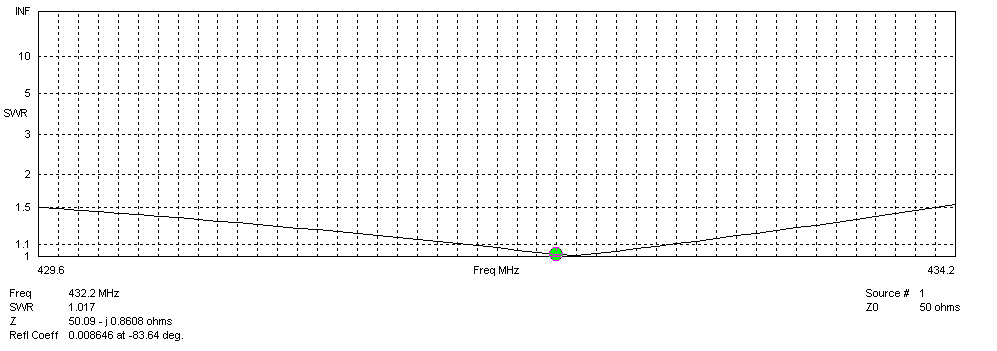 INF
10
5
SWR
3
2
1.5
1.1
1
429.6 Freq MHz 434.2
Freq 432.2 MHz Source # 1
SWR 1.017 Z0 50 ohms
Z 50.09 - j 0.8608 ohms
Refl Coeff 0.008646 at -83.64 deg.